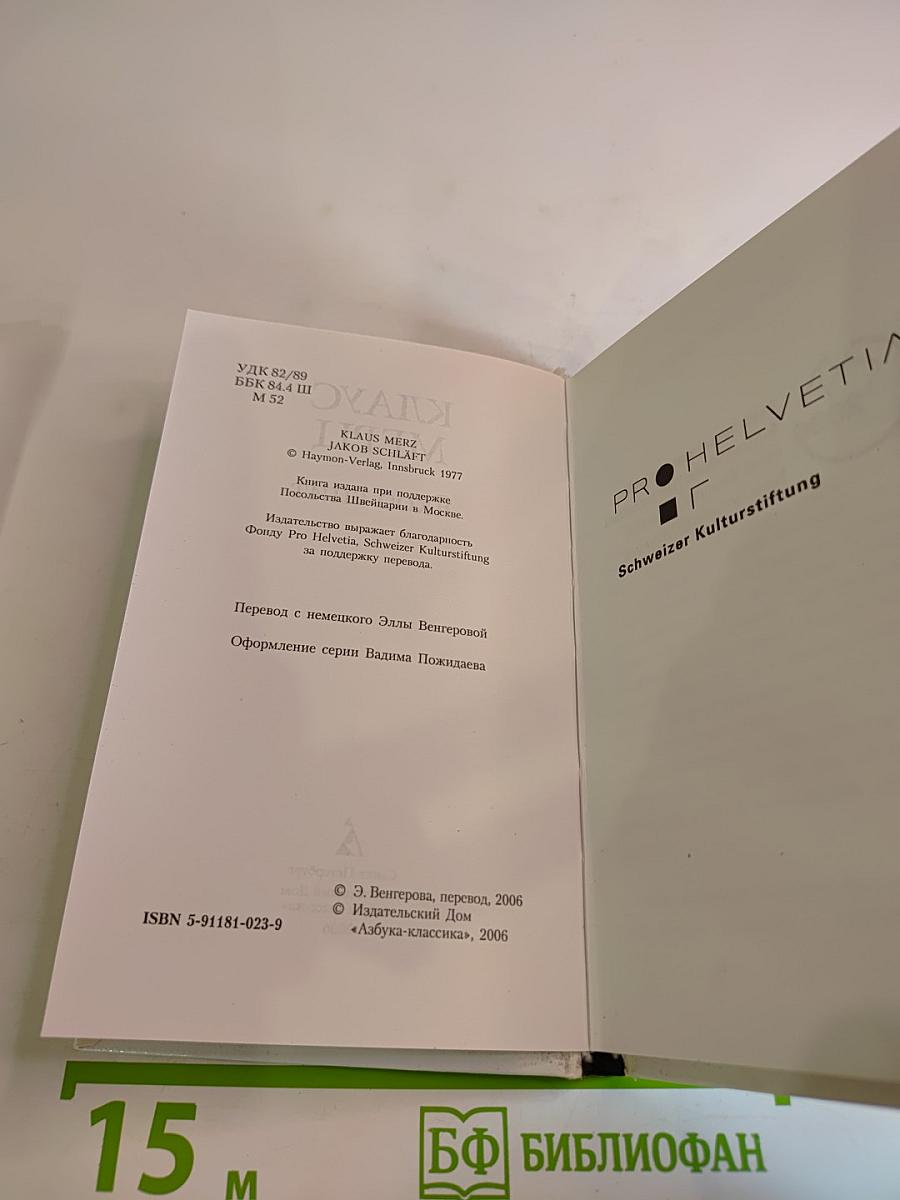 УДК 82/89
ББК 84.4 Ш
М 52
КЛАУС
МЕРЦ
KLAUS MERZ
JAKOB SCHLÄFT
© Haymon-Verlag, Innsbruck 1977
Книга издана при поддержке
Посольства Швейцарии в Москве.
Издательство выражает благодарность
Фонду Pro Helvetia, Schweizer Kulturstiftung
за поддержку перевода.
Перевод с немецкого Эллы Венгеровой
Оформление серии Вадима Пожидаева
ISBN 5-91181-023-9
© Э. Венгерова, перевод, 2006
© Издательский Дом
«Азбука-классика», 2006
PRO HELVETIA
Schweizer Kulturstiftung
15 м
БФ БИБЛИОФАН